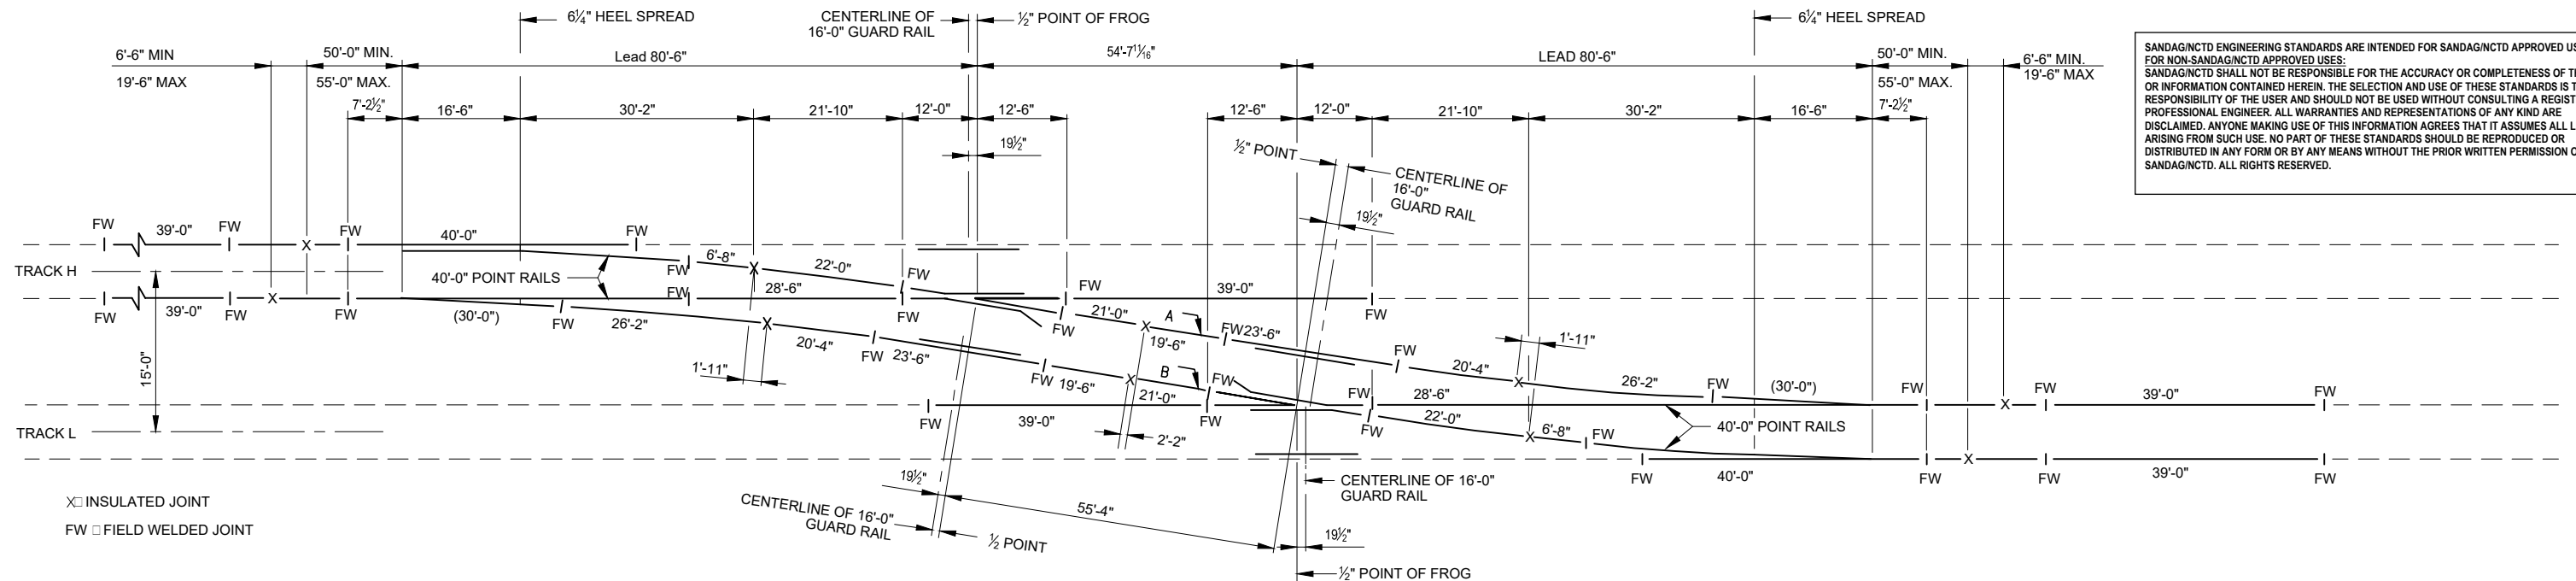 6¼" HEEL SPREAD
CENTERLINE OF
16'-0" GUARD RAIL
½" POINT OF FROG
6¼" HEEL SPREAD
6'-6" MIN
19'-6" MAX
50'-0" MIN.
55'-0" MAX.
Lead 80'-6"
54'-7¹¹⁄₁₆"
LEAD 80'-6"
50'-0" MIN.
55'-0" MAX.
6'-6" MIN.
19'-6" MAX
7'-2½"
16'-6"
30'-2"
21'-10"
12'-0"
12'-6"
12'-6"
12'-0"
21'-10"
30'-2"
16'-6"
7'-2½"
19½"
½" POINT
CENTERLINE OF
16'-0"
GUARD RAIL
19½"
SANDAG/NCTD ENGINEERING STANDARDS ARE INTENDED FOR SANDAG/NCTD APPROVED
FOR NON-SANDAG/NCTD APPROVED USES:
SANDAG/NCTD SHALL NOT BE RESPONSIBLE FOR THE ACCURACY OR COMPLETENESS OF
OR INFORMATION CONTAINED HEREIN. THE SELECTION AND USE OF THESE STANDARDS IS
RESPONSIBILITY OF THE USER AND SHOULD NOT BE USED WITHOUT CONSULTING A
PROFESSIONAL ENGINEER. ALL WARRANTIES AND REPRESENTATIONS OF ANY KIND ARE
DISCLAIMED. ANYONE MAKING USE OF THIS INFORMATION AGREES THAT IT ASSUMES ALL
ARISING FROM SUCH USE. NO PART OF THESE STANDARDS SHOULD BE REPRODUCED OR
DISTRIBUTED IN ANY FORM OR BY ANY MEANS WITHOUT THE PRIOR WRITTEN PERMISSION
SANDAG/NCTD. ALL RIGHTS RESERVED.
FW
39'-0"
FW
X
FW
40'-0"
FW
TRACK H
40'-0" POINT RAILS
FW
6'-8"
X
22'-0"
FW
FW
39'-0"
FW
X
FW
FW
28'-6"
FW
FW
39'-0"
FW
(30'-0")
FW
26'-2"
X
20'-4"
FW
23'-6"
FW
21'-0"
X
19'-6"
A
FW
23'-6"
FW
20'-4"
X
1'-11"
26'-2"
FW
(30'-0")
1'-11"
15'-0"
FW
19'-6"
X
21'-0"
B
FW
FW
28'-6"
FW
X
FW
39'-0"
FW
TRACK L
FW
39'-0"
2'-2"
FW
FW
22'-0"
X
6'-8"
FW
40'-0" POINT RAILS
FW
40'-0"
FW
X
FW
39'-0"
FW
X INSULATED JOINT
FW FIELD WELDED JOINT
19½"
CENTERLINE OF 16'-0"
GUARD RAIL
½ POINT
55'-4"
CENTERLINE OF 16'-0"
GUARD RAIL
19½"
½" POINT OF FROG